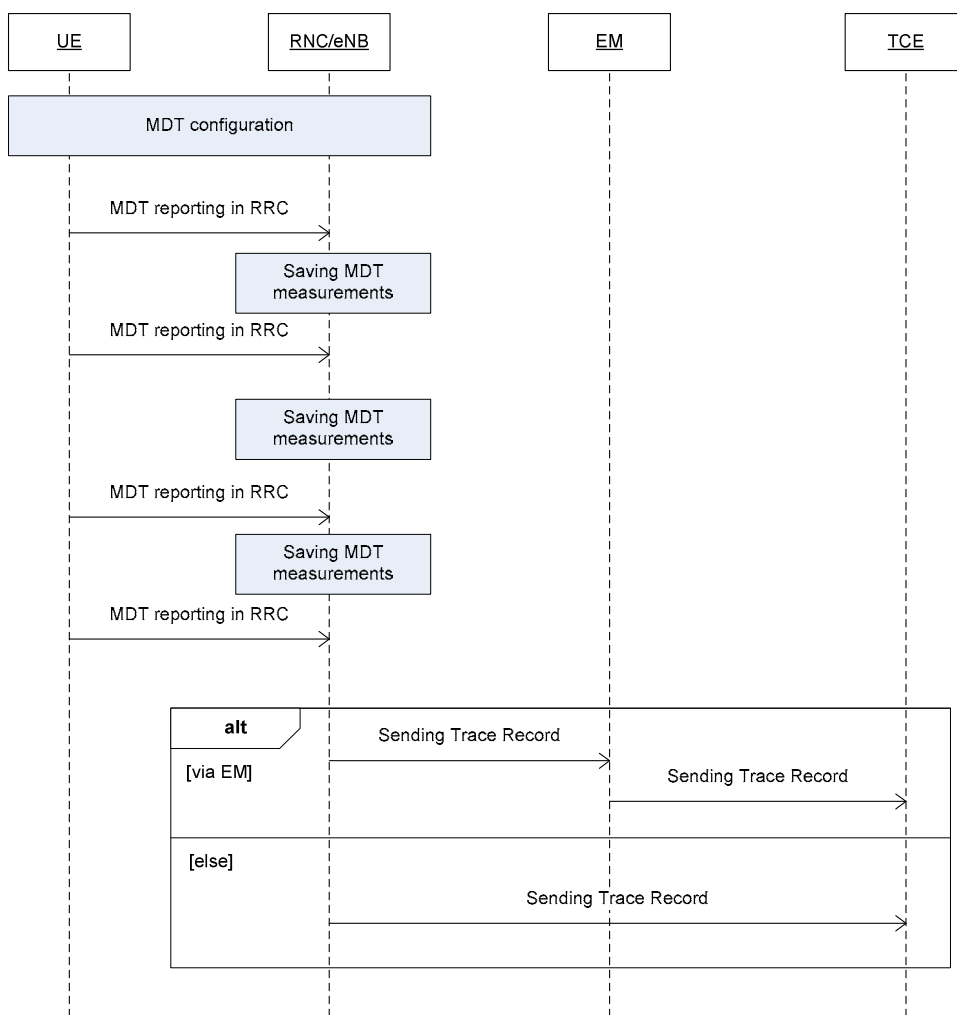 UE
RNC/eNB
EM
TCE
MDT configuration
MDT reporting in RRC
Saving MDT
measurements
MDT reporting in RRC
Saving MDT
measurements
MDT reporting in RRC
Saving MDT
measurements
MDT reporting in RRC
alt
Sending Trace Record
[via EM]
Sending Trace Record
[else]
Sending Trace Record